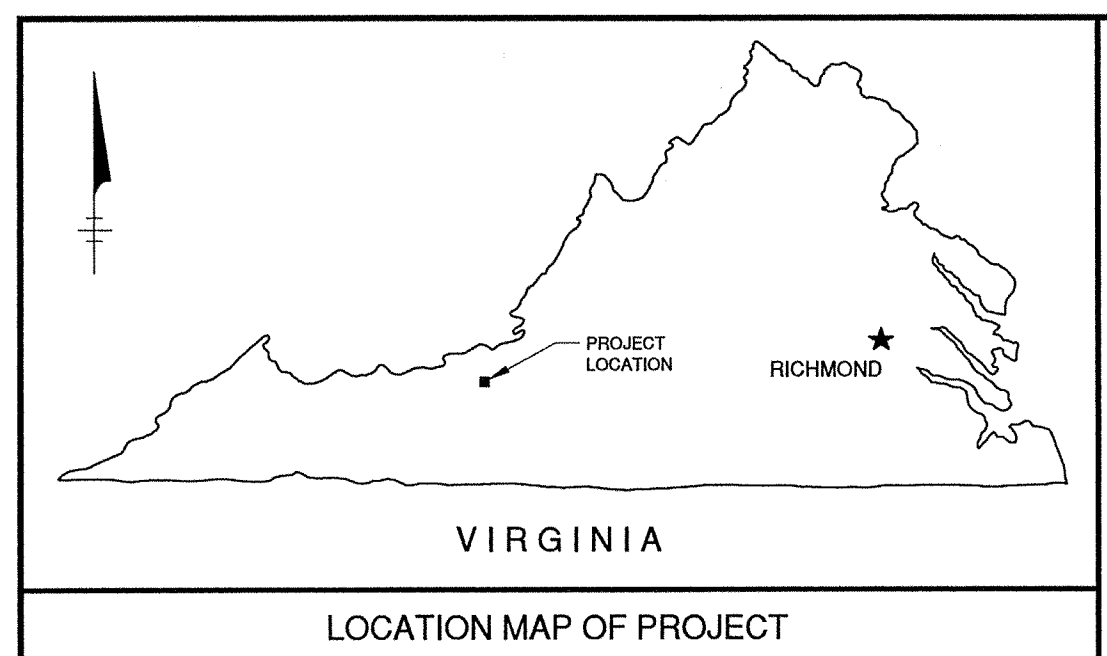 PROJECT
LOCATION
RICHMOND
VIRGINIA
LOCATION MAP OF PROJECT